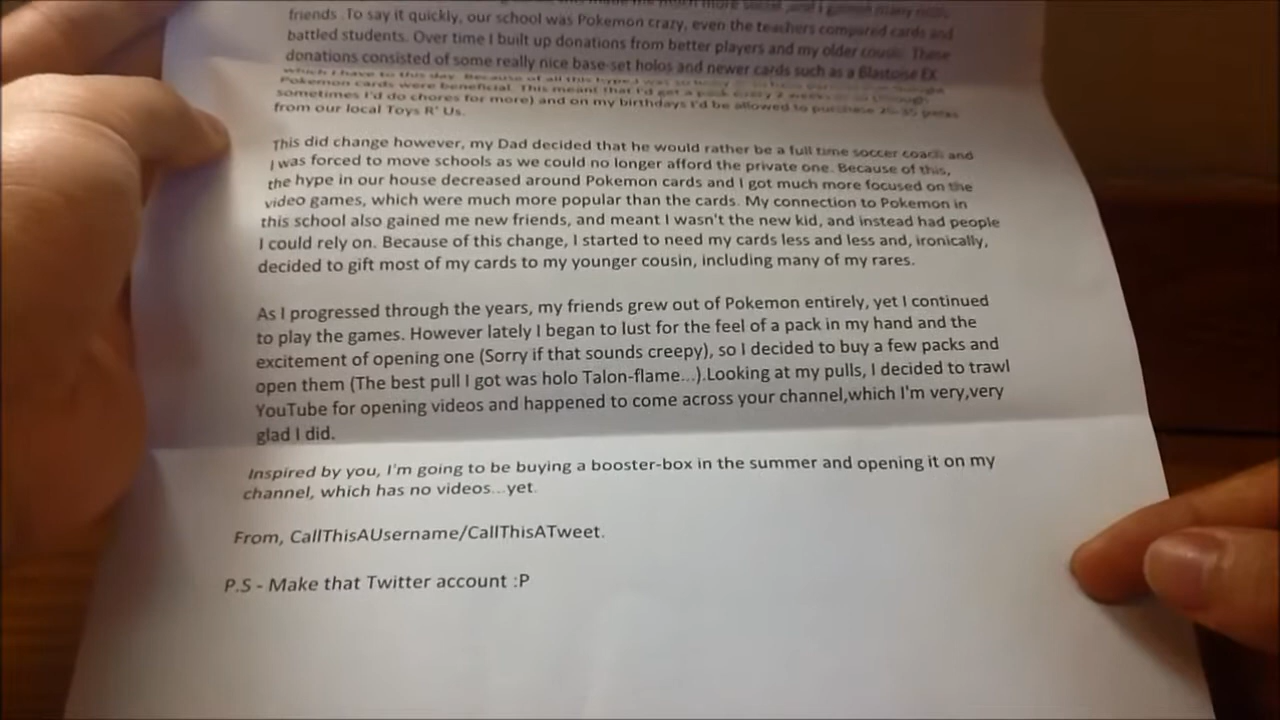 more social and I gained many new
friends .To say it quickly, our school was Pokemon crazy, even the teachers compared cards and
battled students. Over time I built up donations from better players and my older cousin. These
donations consisted of some really nice base-set holos and newer cards such as a Blastoise EX
which I have to this day. Because of all this hype I was so
Pokemon cards were beneficial. This meant that I'd get a pack every 2 weeks or so (though
sometimes I'd do chores for more) and on my birthdays I'd be allowed to purchase 25-35 packs
from our local Toys R' Us.
This did change however, my Dad decided that he would rather be a full time soccer coach and
I was forced to move schools as we could no longer afford the private one. Because of this,
the hype in our house decreased around Pokemon cards and I got much more focused on the
video games, which were much more popular than the cards. My connection to Pokemon in
this school also gained me new friends, and meant I wasn't the new kid, and instead had people
I could rely on. Because of this change, I started to need my cards less and less and, ironically,
decided to gift most of my cards to my younger cousin, including many of my rares.
As I progressed through the years, my friends grew out of Pokemon entirely, yet I continued
to play the games. However lately I began to lust for the feel of a pack in my hand and the
excitement of opening one (Sorry if that sounds creepy), so I decided to buy a few packs and
open them (The best pull I got was holo Talon-flame...).Looking at my pulls, I decided to trawl
YouTube for opening videos and happened to come across your channel,which I'm very,very
glad I did.
Inspired by you, I'm going to be buying a booster-box in the summer and opening it on my
channel, which has no videos...yet.
From, CallThisAUsername/CallThisATweet.
P.S - Make that Twitter account :P